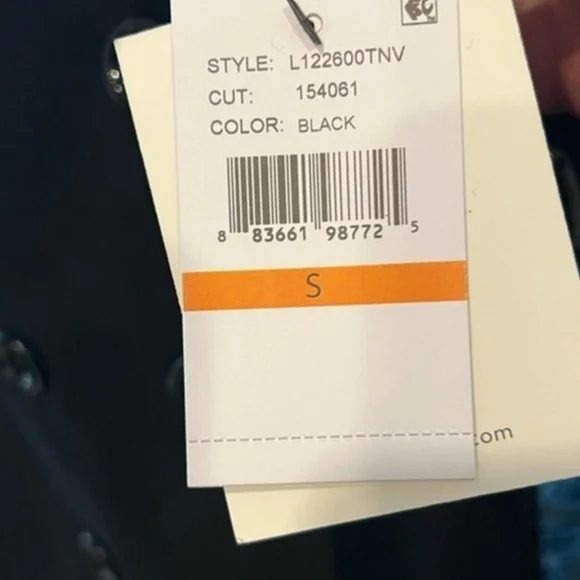 STYLE: L122600TNV
CUT: 154061
COLOR: BLACK
8 83661 98772 5
S
com